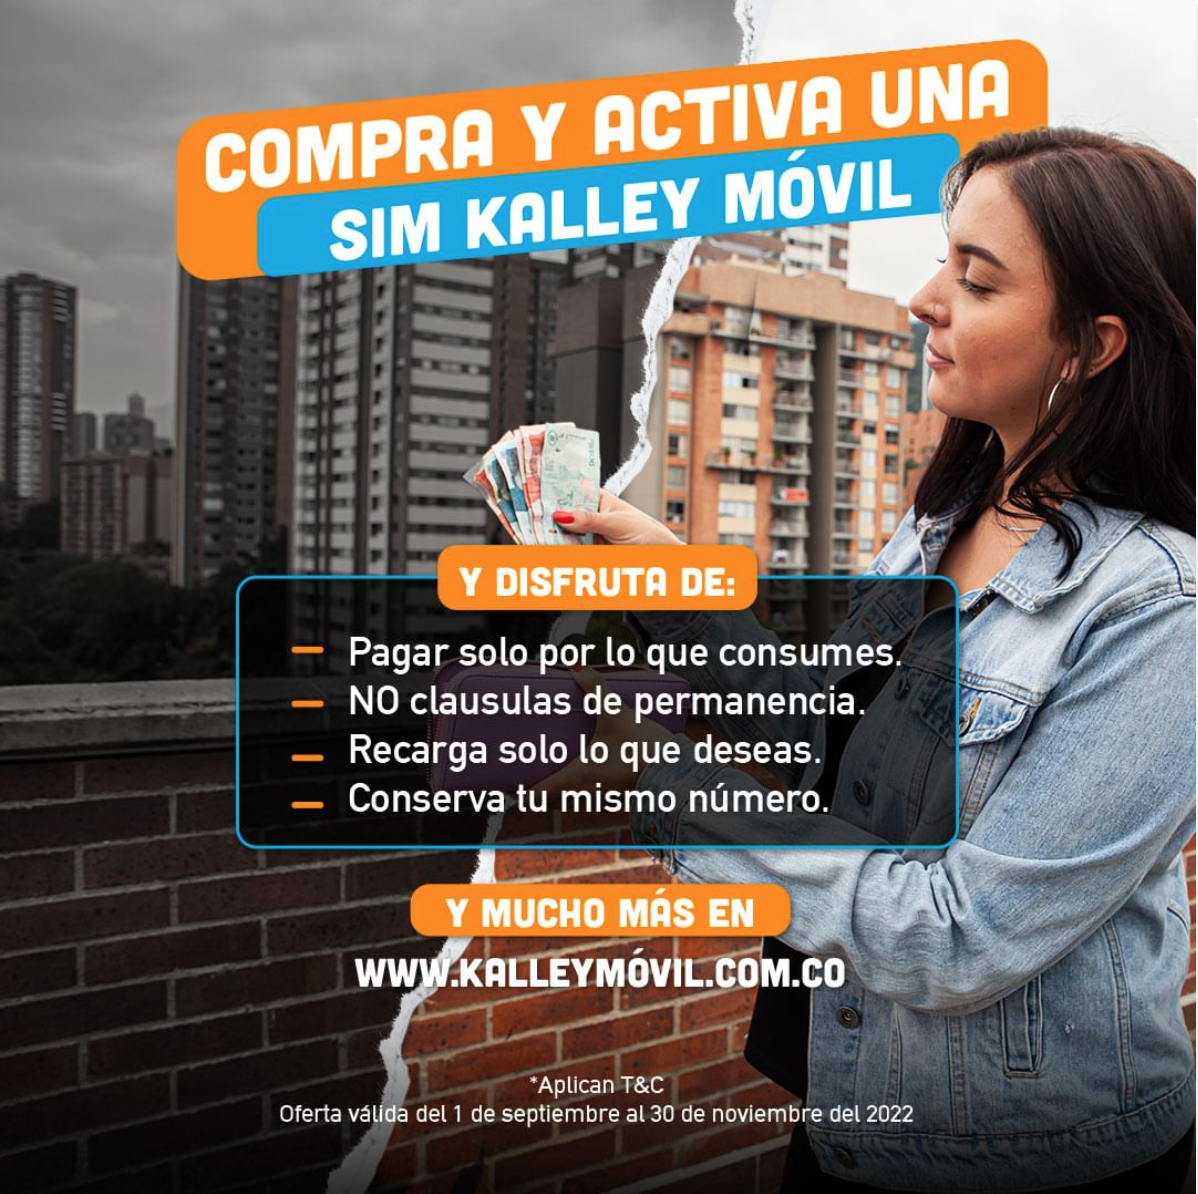 COMPRA Y ACTIVA UNA
SIM KALLEY MÓVIL
Y DISFRUTA DE:
Pagar solo por lo que consumes.
NO clausulas de permanencia.
Recarga solo lo que deseas.
Conserva tu mismo número.
Y MUCHO MÁS EN
WWW.KALLEYMÓVIL.COM.CO
*Aplican T&C
Oferta válida del 1 de septiembre al 30 de noviembre del 2022